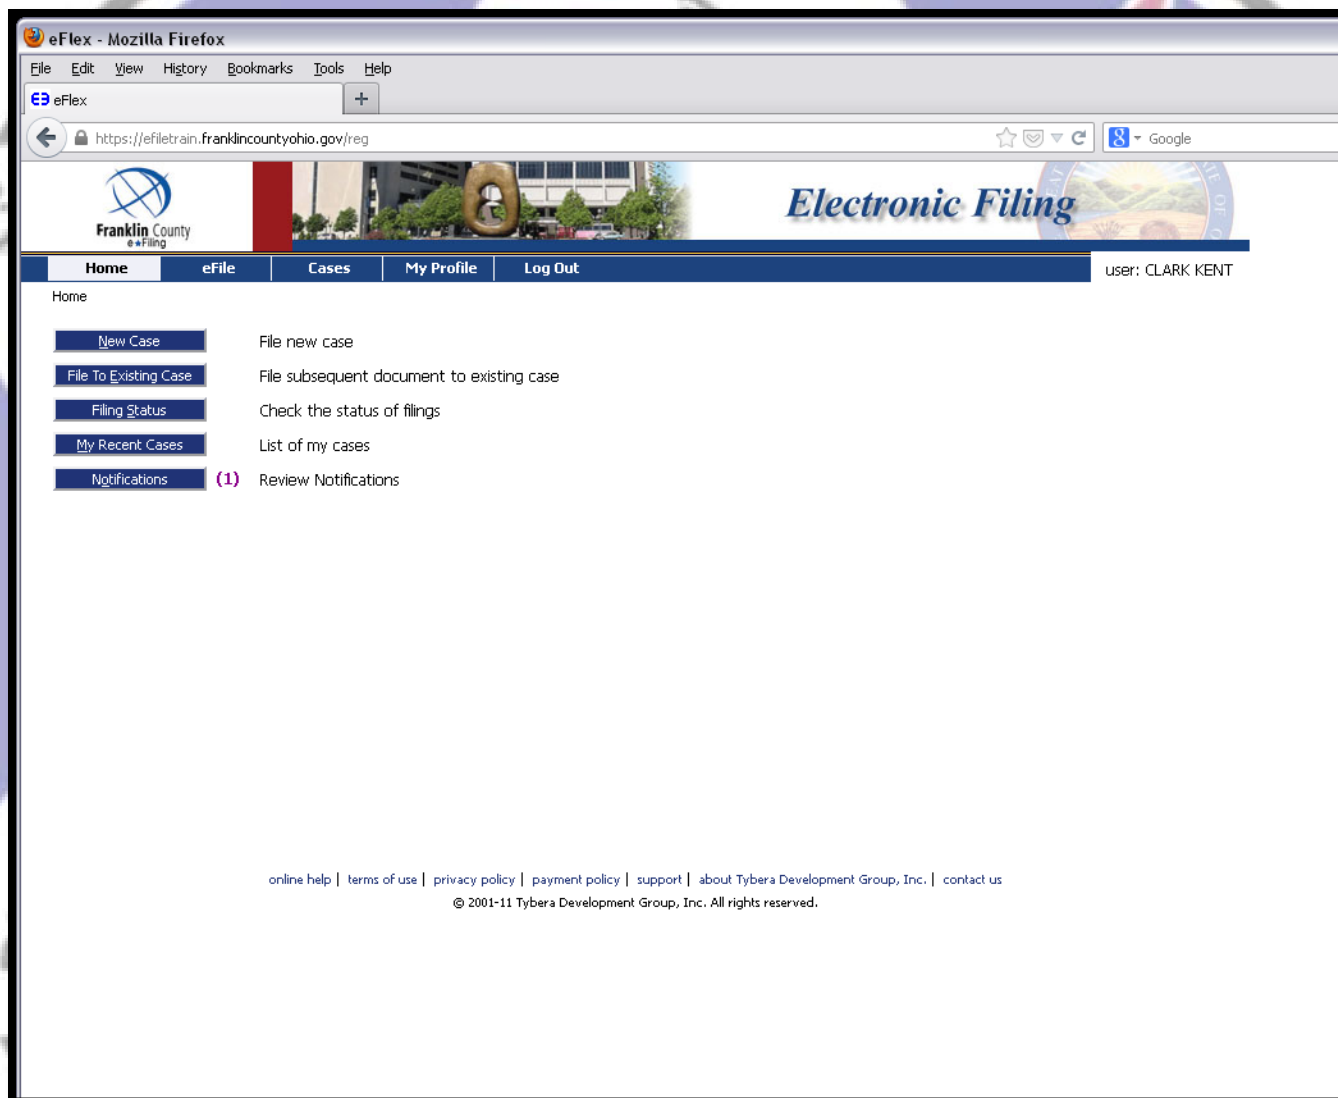 eFlex - Mozilla Firefox
File Edit View History Bookmarks Tools Help
eFlex +
https://efiletrain.franklincountyohio.gov/reg Google
Franklin County
e★Filing
Electronic Filing
Home eFile Cases My Profile Log Out user: CLARK KENT
Home
New Case File new case
File To Existing Case File subsequent document to existing case
Filing Status Check the status of filings
My Recent Cases List of my cases
Notifications (1) Review Notifications
online help | terms of use | privacy policy | payment policy | support | about Tybera Development Group, Inc. | contact us
© 2001-11 Tybera Development Group, Inc. All rights reserved.